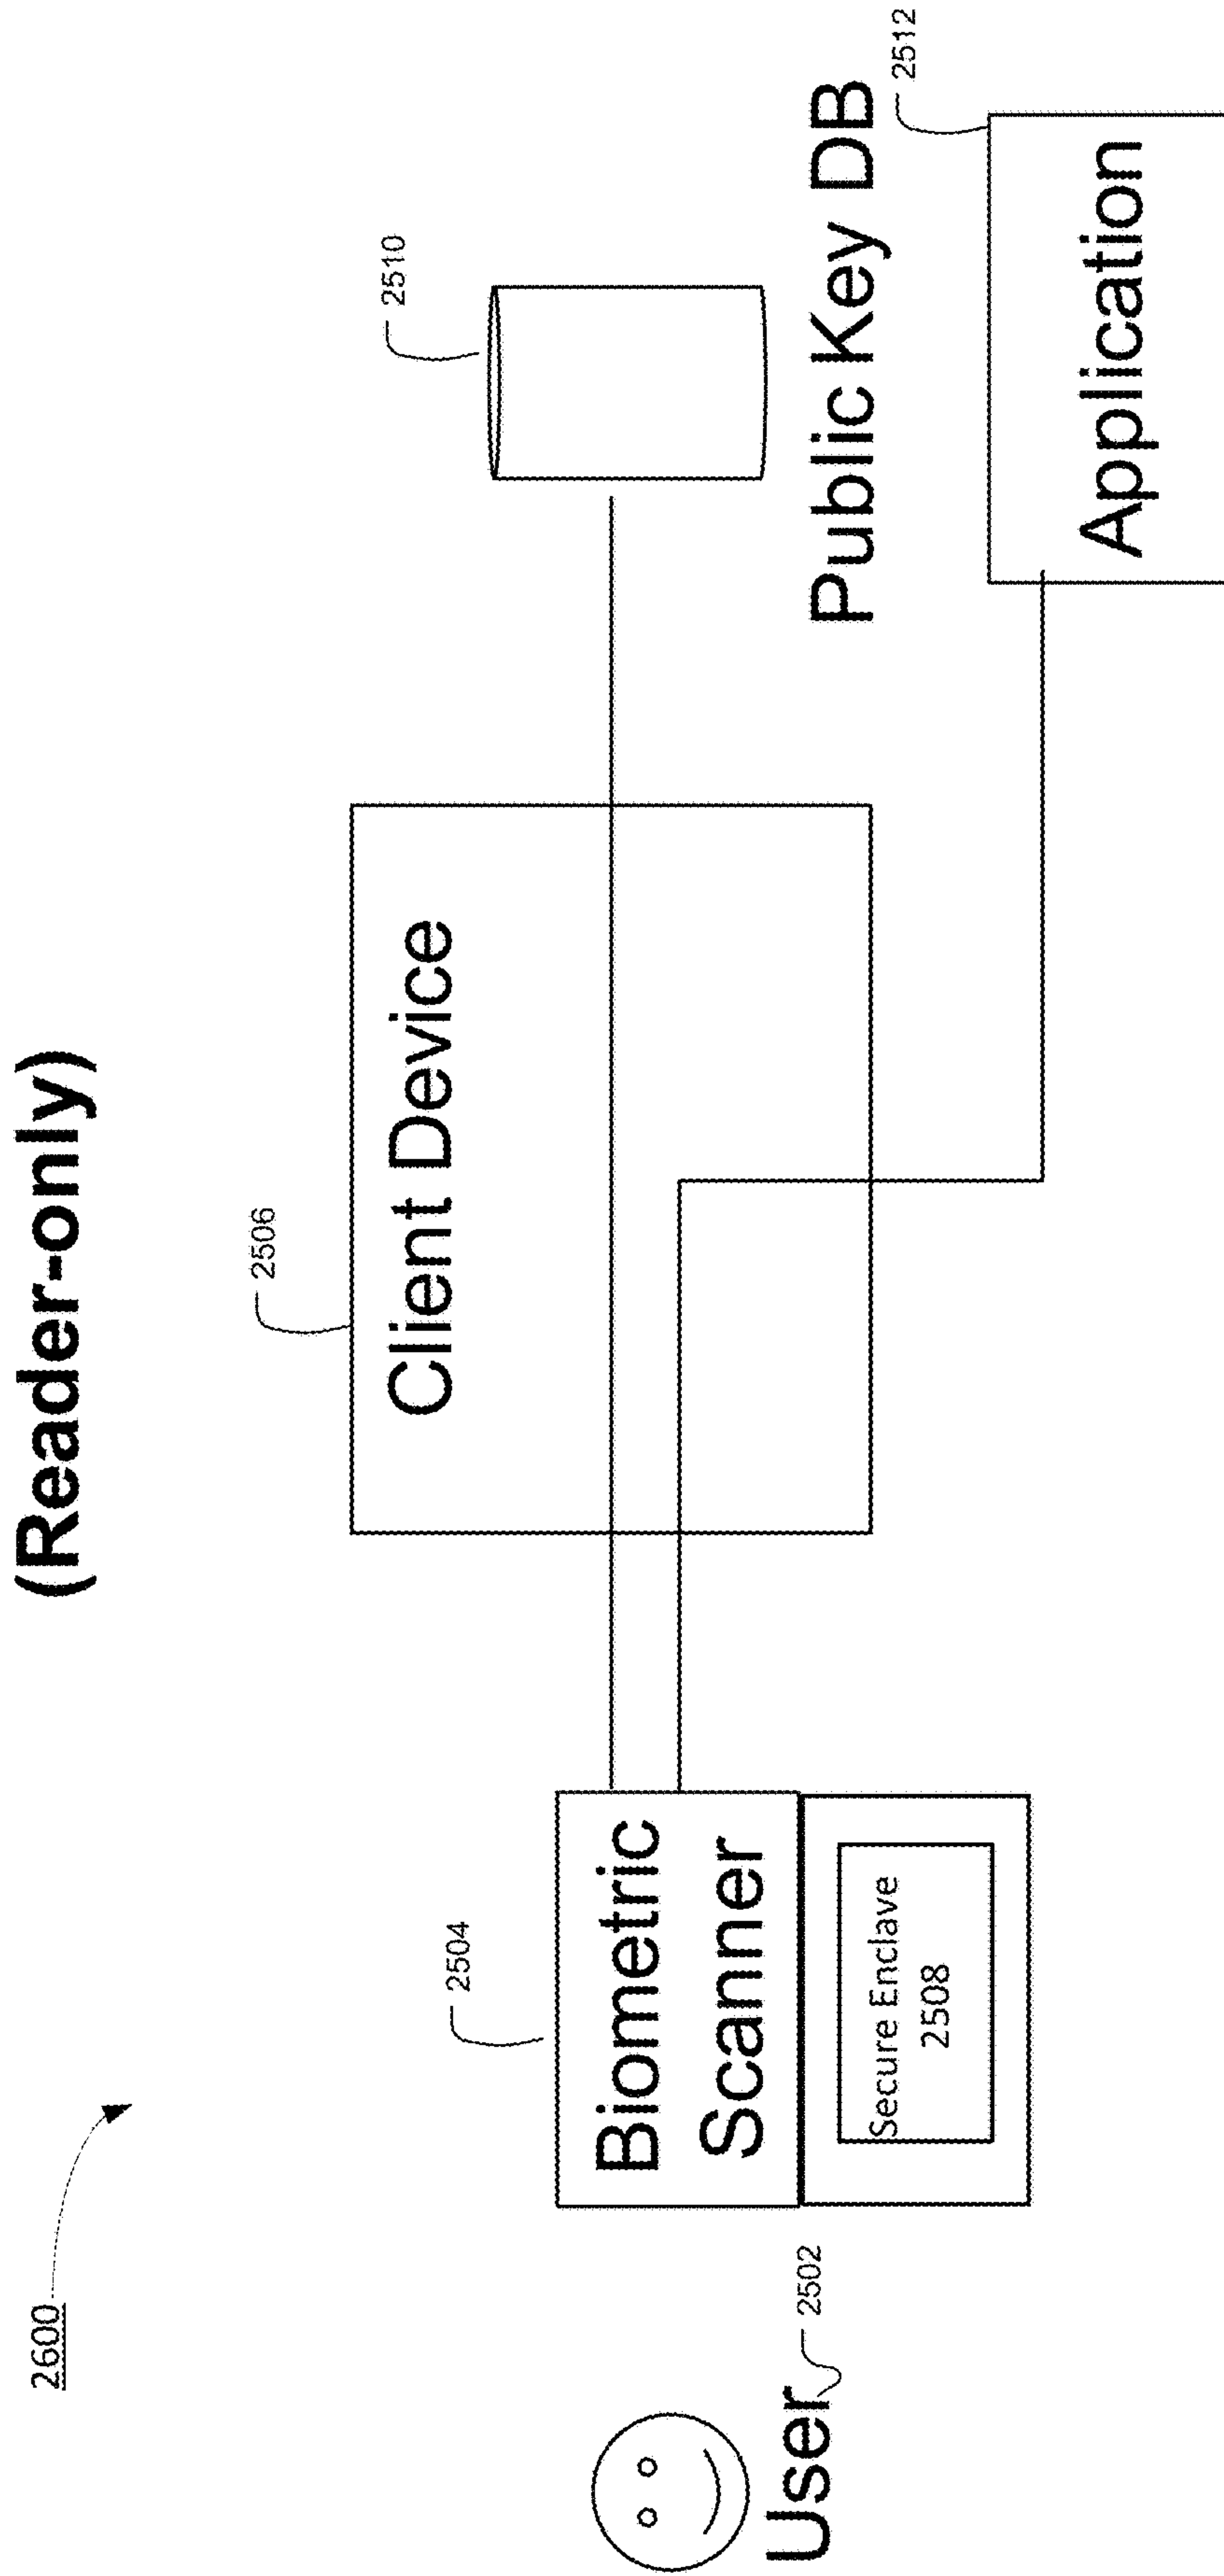 2600
(Reader-only)
2506
Client Device
2510
Public Key DB
2504
Biometric
Scanner
Secure Enclave
2508
User
2502
2512
Application